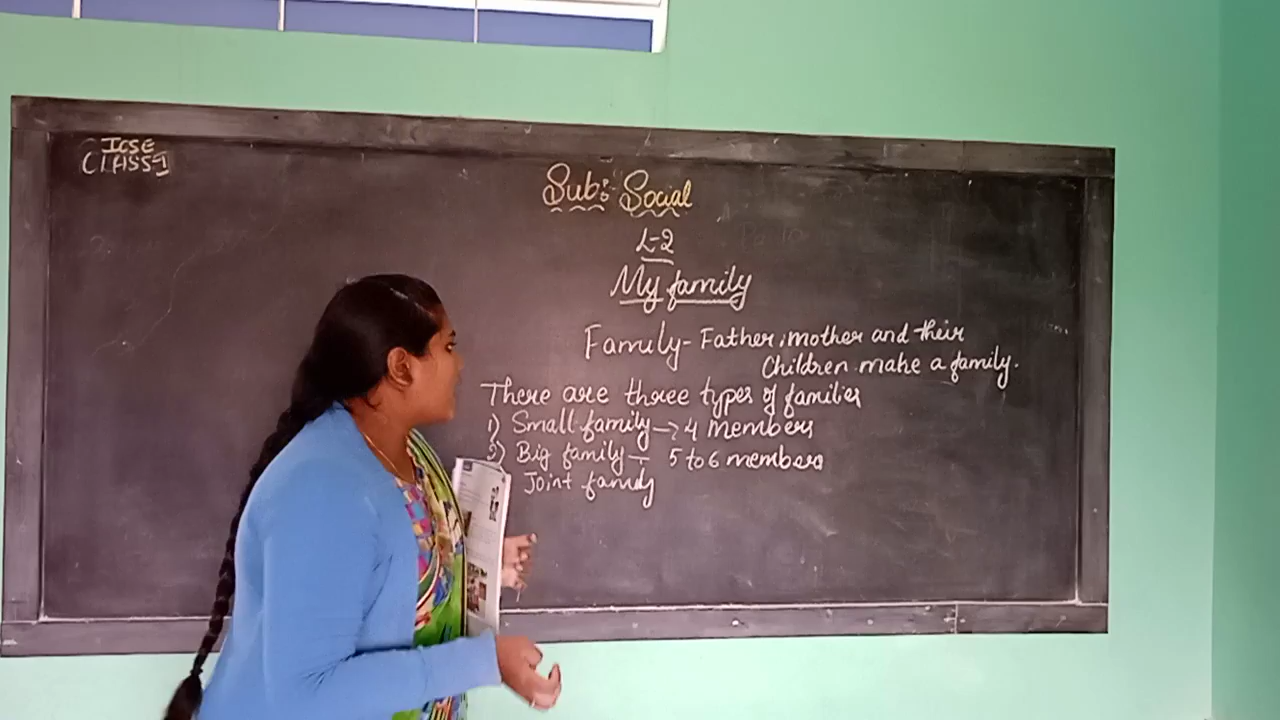 ICSE
CLASS-1
Sub:- Social
L-2
My family
Family - Father, mother and their
Children make a family.
There are three types of families
1) Small family → 4 members
2) Big family → 5 to 6 members
Joint family